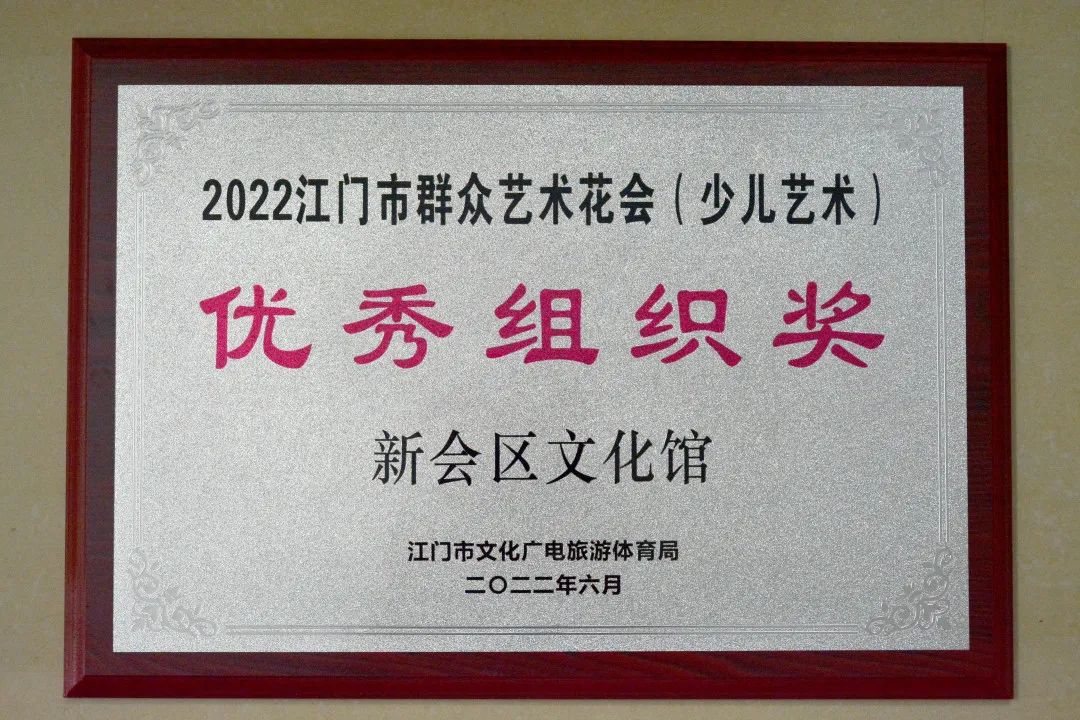 2022江门市群众艺术花会（少儿艺术）
优秀组织奖
新会区文化馆
江门市文化广电旅游体育局
二〇二二年六月